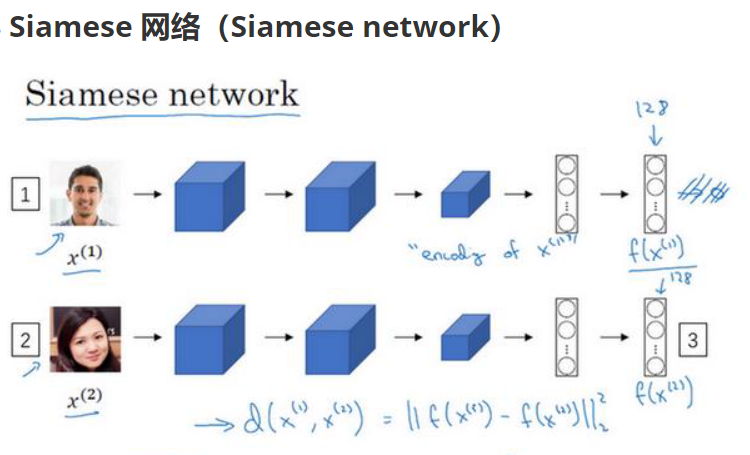 Siamese 网络（Siamese network）
Siamese network
128
1
x⁽¹⁾
"encoding of x⁽¹⁾"
f(x⁽¹⁾)
128
2
3
x⁽²⁾
f(x⁽²⁾)
d(x⁽¹⁾, x⁽²⁾) = ||f(x⁽¹⁾) - f(x⁽²⁾)||₂²